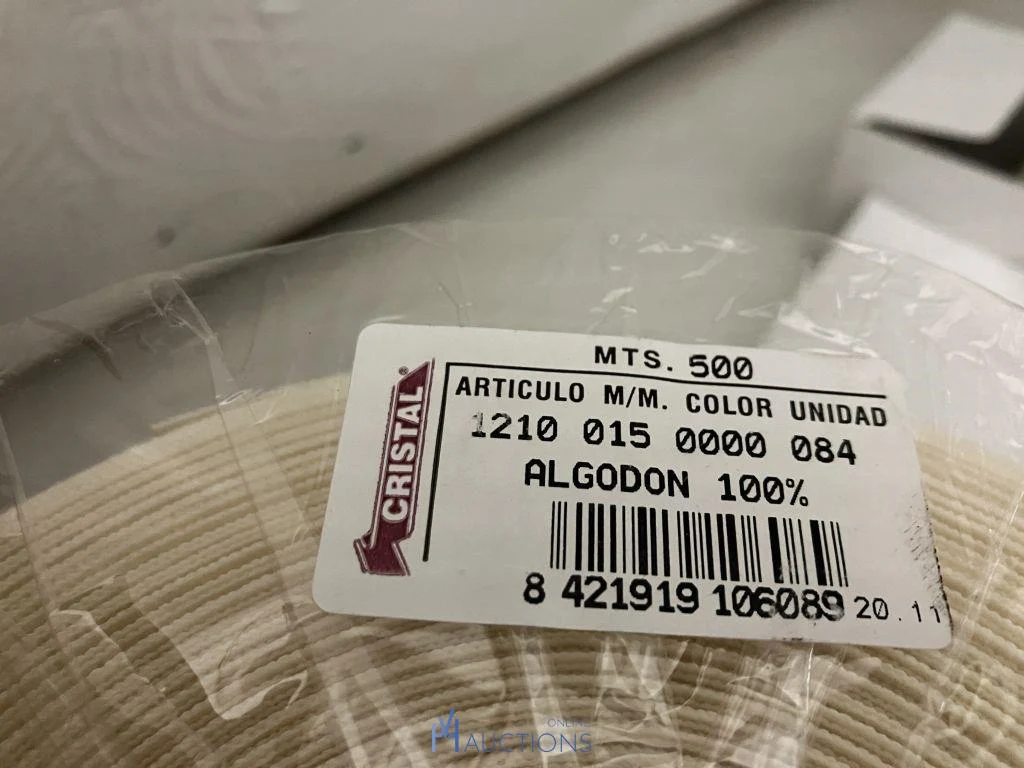 MTS. 500
ARTICULO M/M. COLOR UNIDAD
1210 015 0000 084
ALGODON 100%
CRISTAL®
8 421919 106089 20.11
P4 ONLINE AUCTIONS